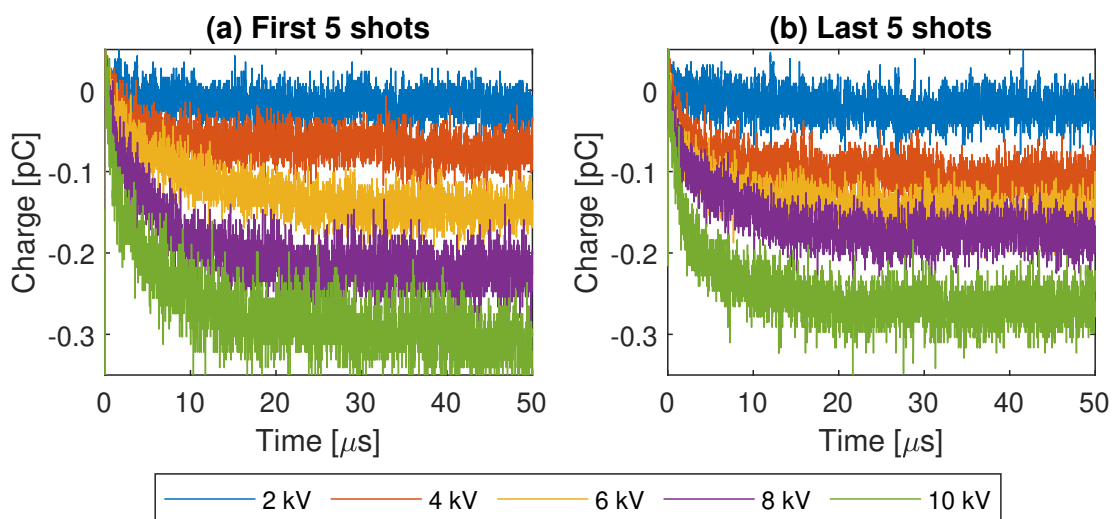 (a) First 5 shots
(b) Last 5 shots
Charge [pC]
0
-0.1
-0.2
-0.3
0 10 20 30 40 50
Time [μs]
Charge [pC]
0
-0.1
-0.2
-0.3
0 10 20 30 40 50
Time [μs]
2 kV 4 kV 6 kV 8 kV 10 kV